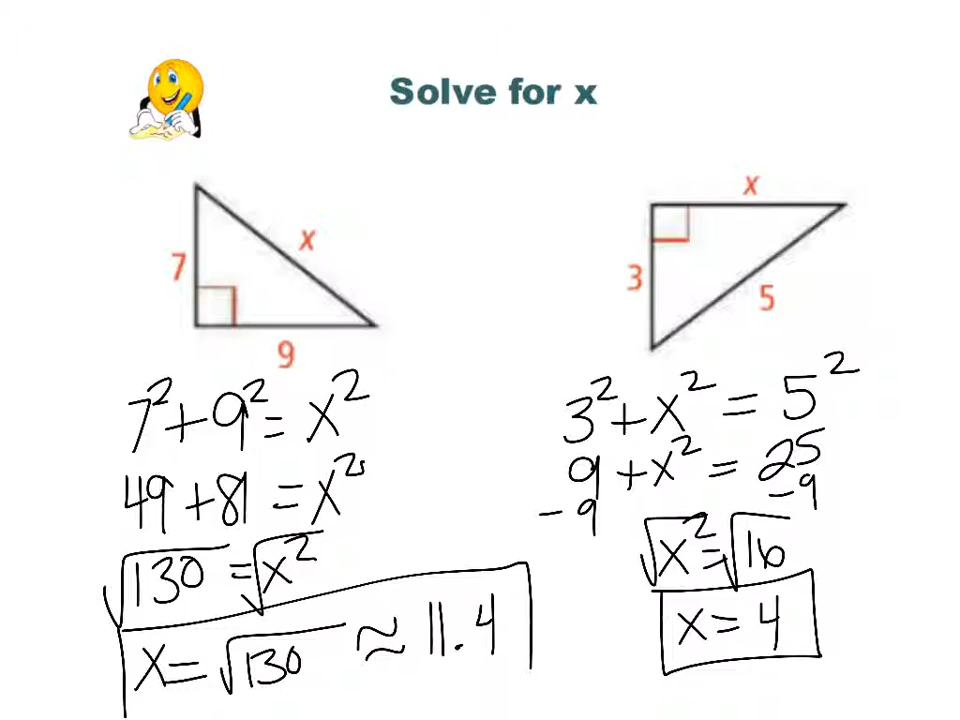 Solve for x
7
x
9
7² + 9² = x²
49 + 81 = x²
√130 = √x²
x = √130 ≈ 11.4
x
3
5
3² + x² = 5²
9 + x² = 25
-9 -9
√x² = √16
x = 4